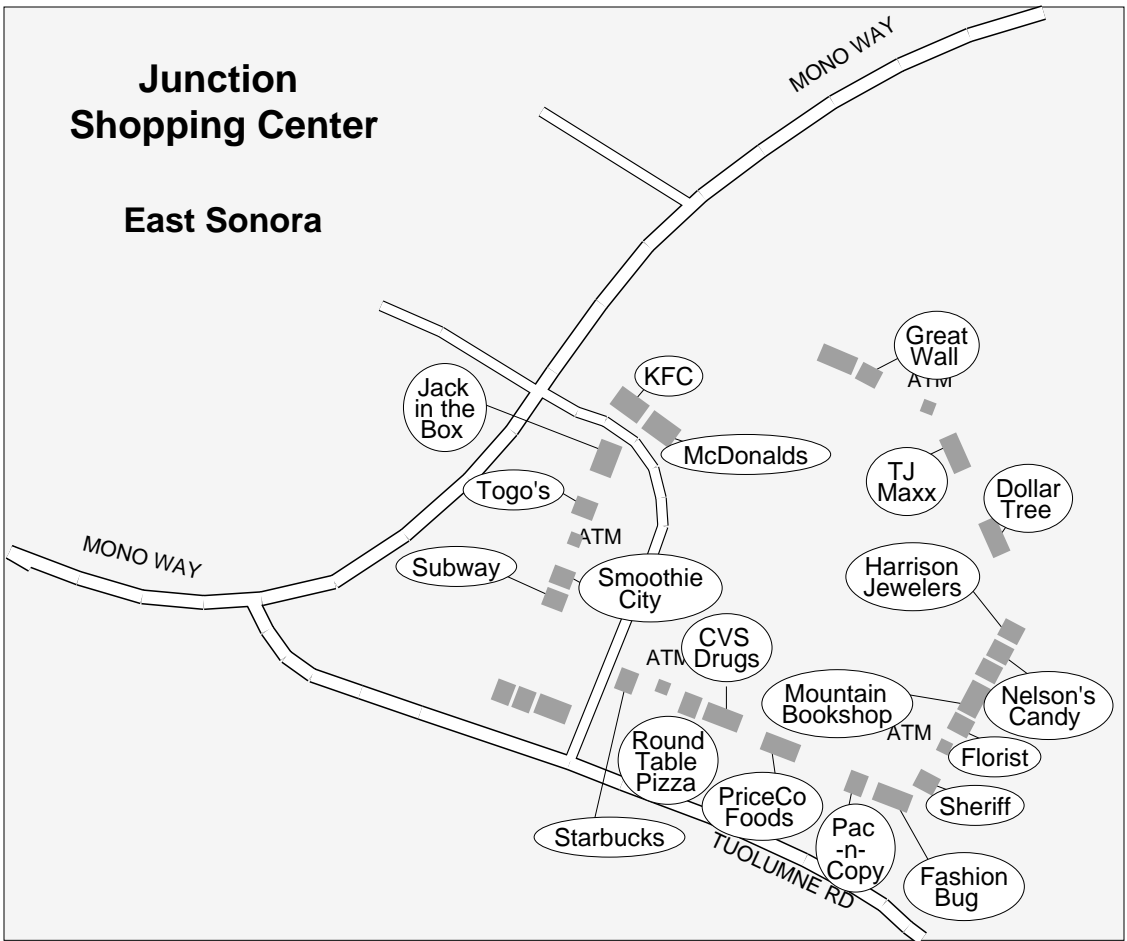 Junction
Shopping Center
East Sonora
MONO WAY
Great
Wall
ATM
KFC
Jack
in the
Box
McDonalds
TJ
Maxx
Dollar
Tree
Togo's
ATM
MONO WAY
Subway
Smoothie
City
Harrison
Jewelers
CVS
Drugs
ATM
Mountain
Bookshop
Nelson's
Candy
ATM
Florist
Round
Table
Pizza
PriceCo
Foods
Sheriff
Starbucks
Pac
-n-
Copy
Fashion
Bug
TUOLUMNE RD